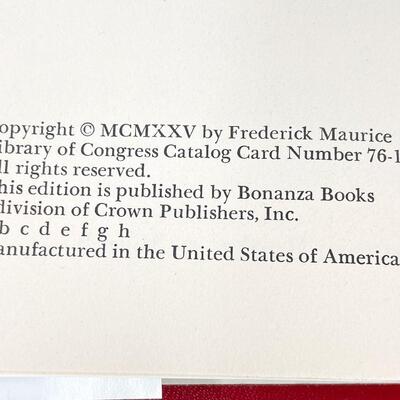 opyright © MCMXXV by Frederick Maurice
ibrary of Congress Catalog Card Number 76-1
ll rights reserved.
his edition is published by Bonanza Books
division of Crown Publishers, Inc.
b c d e f g h
anufactured in the United States of America